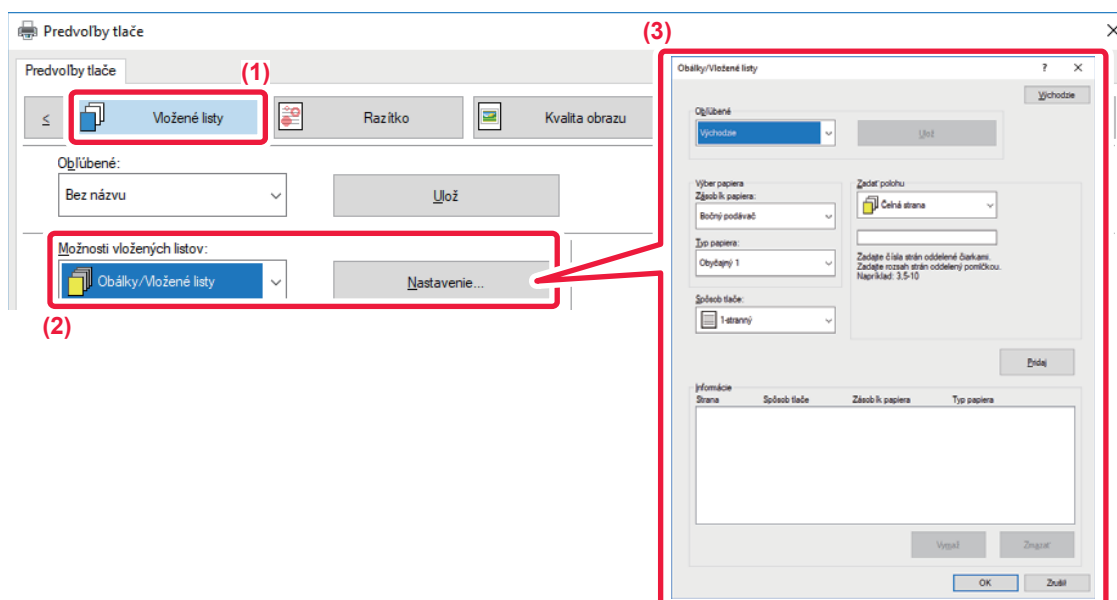 Predvoľby tlače
(3)
Predvoľby tlače
(1)
<
Vložené listy
Razítko
Kvalita obrazu
Obľúbené:
Bez názvu
Ulož
Možnosti vložených listov:
Obálky/Vložené listy
Nastavenie...
(2)
Obálky/Vložené listy
?
Východzie
Obľúbené
Východzie
Ulož
Výber papiera
Zásobík papiera:
Bočný podávač
Typ papiera:
Obyčajný 1
Spôsob tlače:
1-stranný
Zadať polohu
Čelná strana
Zadajte čísla strán oddelené čiarkami.
Zadajte rozsah strán oddelený pomlčkou.
Napríklad: 3,5-10
Pridaj
Informácie
Strana Spôsob tlače Zásobík papiera Typ papiera
Vymaž
Zmazať
OK
Zrušiť